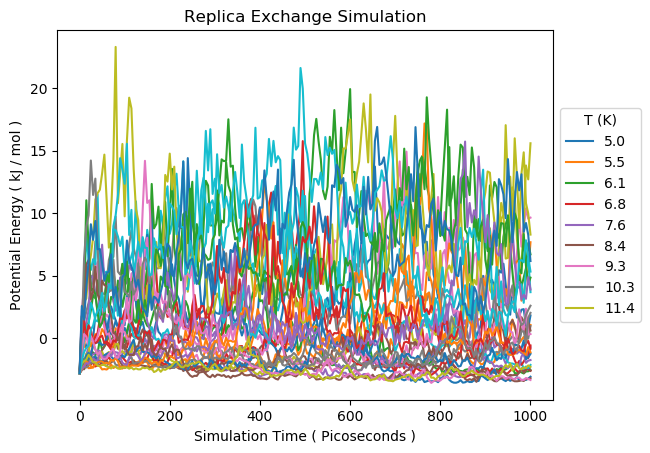 Replica Exchange Simulation
Potential Energy ( kJ / mol )
20
15
10
5
0
0 200 400 600 800 1000
Simulation Time ( Picoseconds )
T (K)
5.0
5.5
6.1
6.8
7.6
8.4
9.3
10.3
11.4